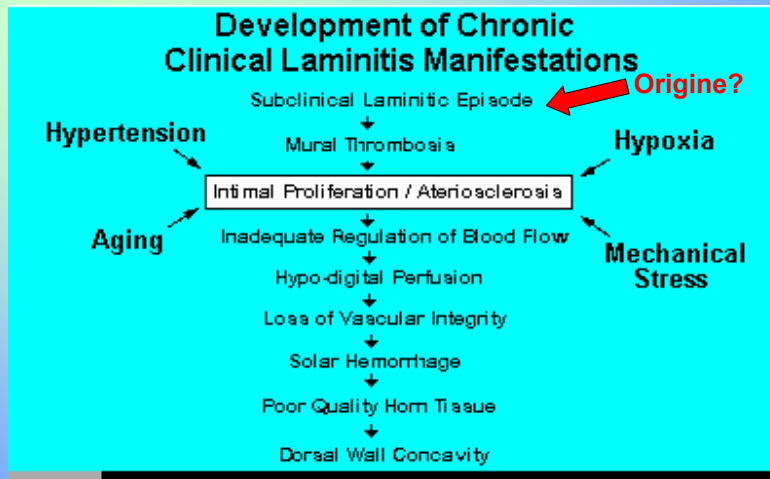 Development of Chronic
Clinical Laminitis Manifestations
Origine?
Subclinical Laminitic Episode
Hypertension
Mural Thrombosis
Hypoxia
Intimal Proliferation / Ateriosclerosis
Aging
Inadequate Regulation of Blood Flow
Mechanical
Stress
Hypo-digital Perfusion
Loss of Vascular Integrity
Solar Hemorrhage
Poor Quality Horn Tissue
Dorsal Wall Concavity